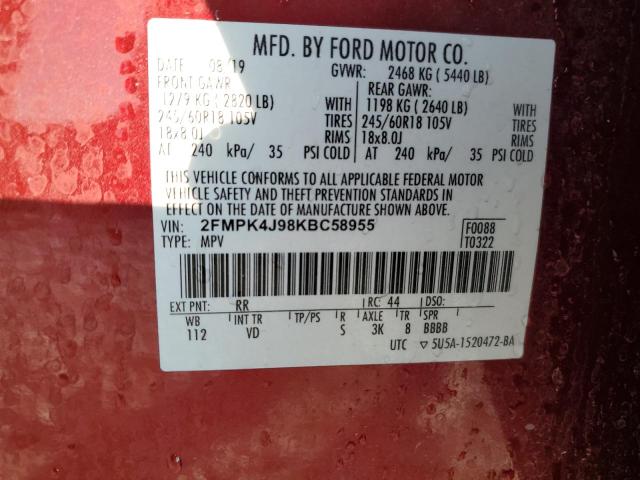 MFD. BY FORD MOTOR CO.
DATE 08/19 GVWR: 2468 KG (5440 LB)
FRONT GAWR: REAR GAWR:
1279 KG (2820 LB) WITH 1198 KG (2640 LB) WITH
245/60R18 105V TIRES 245/60R18 105V TIRES
18x8.0J RIMS 18x8.0J RIMS
AT 240 kPa/ 35 PSI COLD AT 240 kPa/ 35 PSI COLD
THIS VEHICLE CONFORMS TO ALL APPLICABLE FEDERAL MOTOR
VEHICLE SAFETY AND THEFT PREVENTION STANDARDS IN
EFFECT ON THE DATE OF MANUFACTURE SHOWN ABOVE.
VIN: 2FMPK4J98KBC58955 F0088
TYPE: MPV T0322
EXT PNT: RR RC: 44 DSO:
WB INT TR TP/PS R AXLE TR SPR
112 VD S 3K 8 BBBB
UTC ▽ 5U5A-1520472-BA